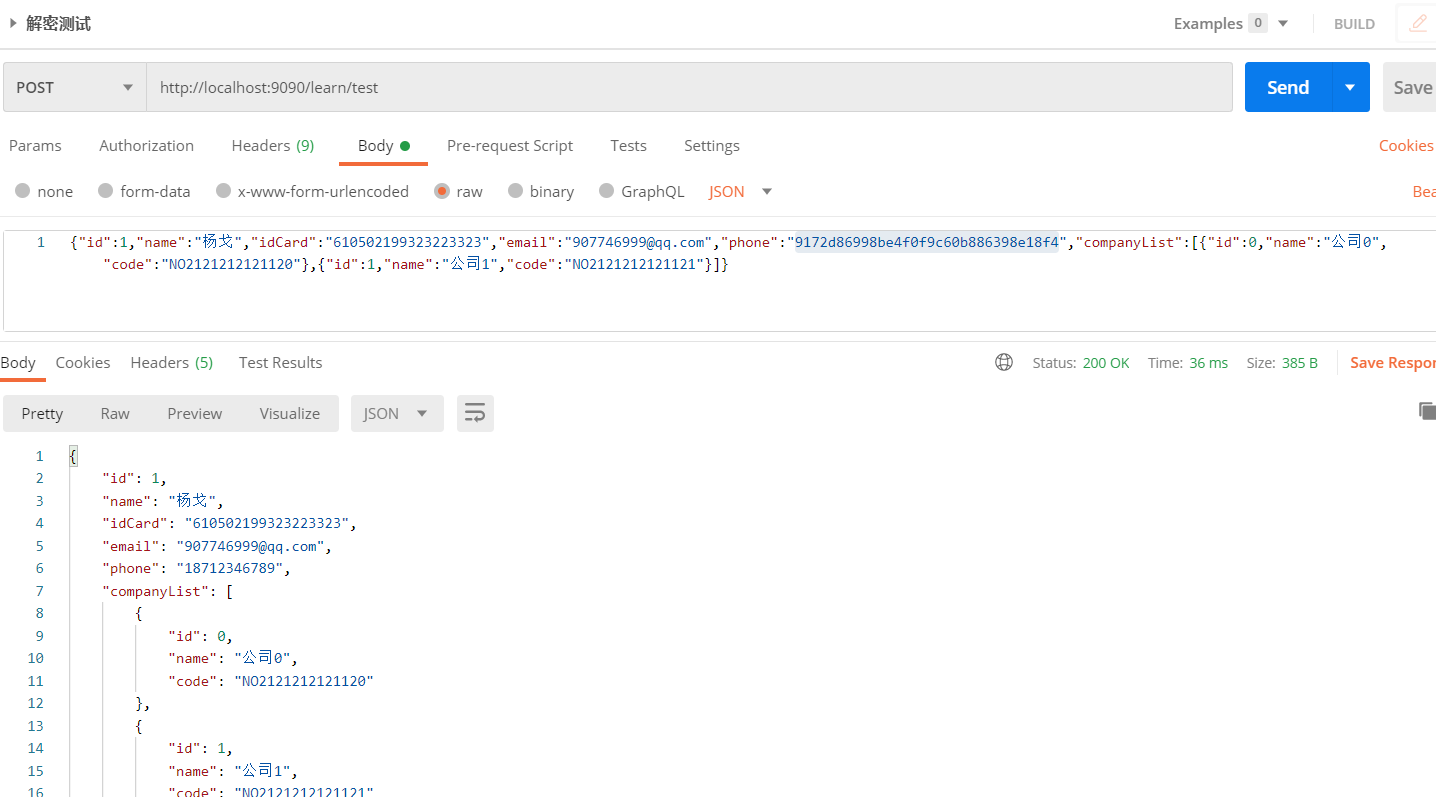 解密测试
Examples 0 BUILD
POST http://localhost:9090/learn/test Send Save
Params Authorization Headers (9) Body Pre-request Script Tests Settings Cookies
none form-data x-www-form-urlencoded raw binary GraphQL JSON Bea
1 {"id":1,"name":"杨戈","idCard":"610502199323223323","email":"907746999@qq.com","phone":"9172d86998be4f0f9c60b886398e18f4","companyList":[{"id":0,"name":"公司0",
"code":"NO2121212121120"},{"id":1,"name":"公司1","code":"NO2121212121121"}]}
Body Cookies Headers (5) Test Results Status: 200 OK Time: 36 ms Size: 385 B Save Respor
Pretty Raw Preview Visualize JSON
1 {
2 "id": 1,
3 "name": "杨戈",
4 "idCard": "610502199323223323",
5 "email": "907746999@qq.com",
6 "phone": "18712346789",
7 "companyList": [
8 {
9 "id": 0,
10 "name": "公司0",
11 "code": "NO2121212121120"
12 },
13 {
14 "id": 1,
15 "name": "公司1",
16 "code": "NO2121212121121"